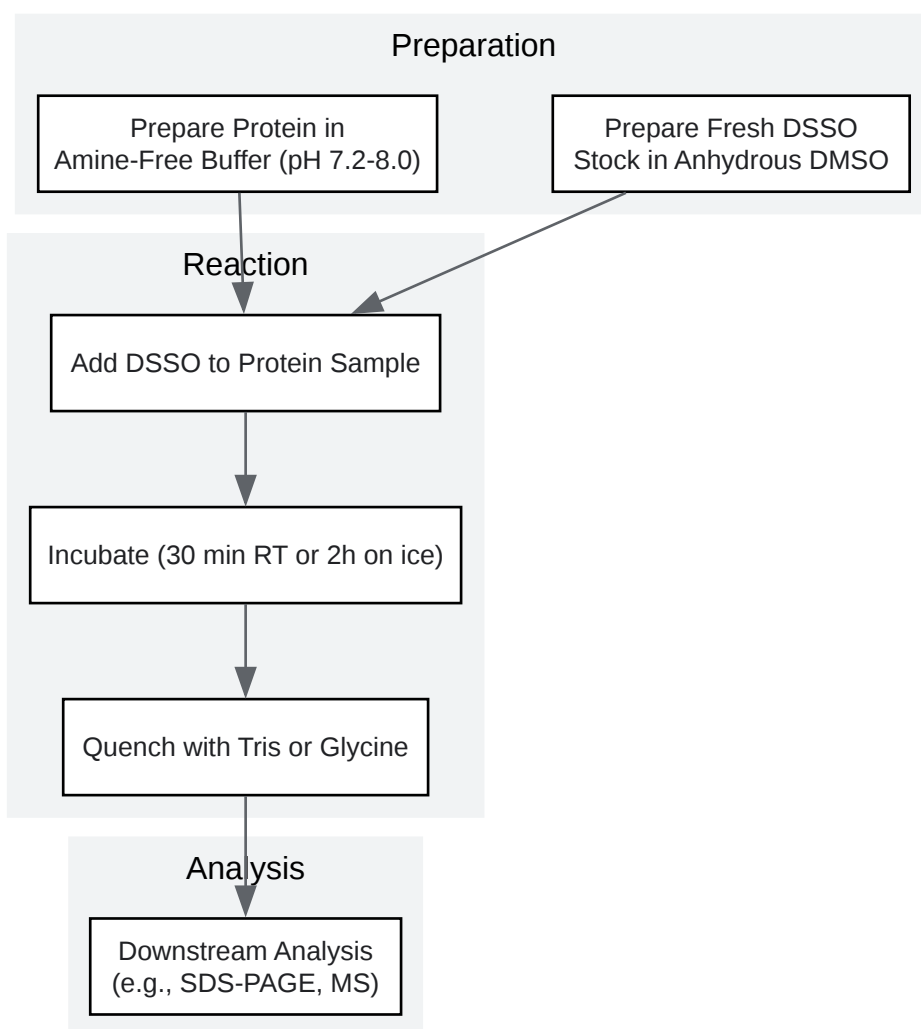 Preparation
Prepare Protein in
Amine-Free Buffer (pH 7.2-8.0)
Prepare Fresh DSSO
Stock in Anhydrous DMSO
Reaction
Add DSSO to Protein Sample
Incubate (30 min RT or 2h on ice)
Quench with Tris or Glycine
Analysis
Downstream Analysis
(e.g., SDS-PAGE, MS)